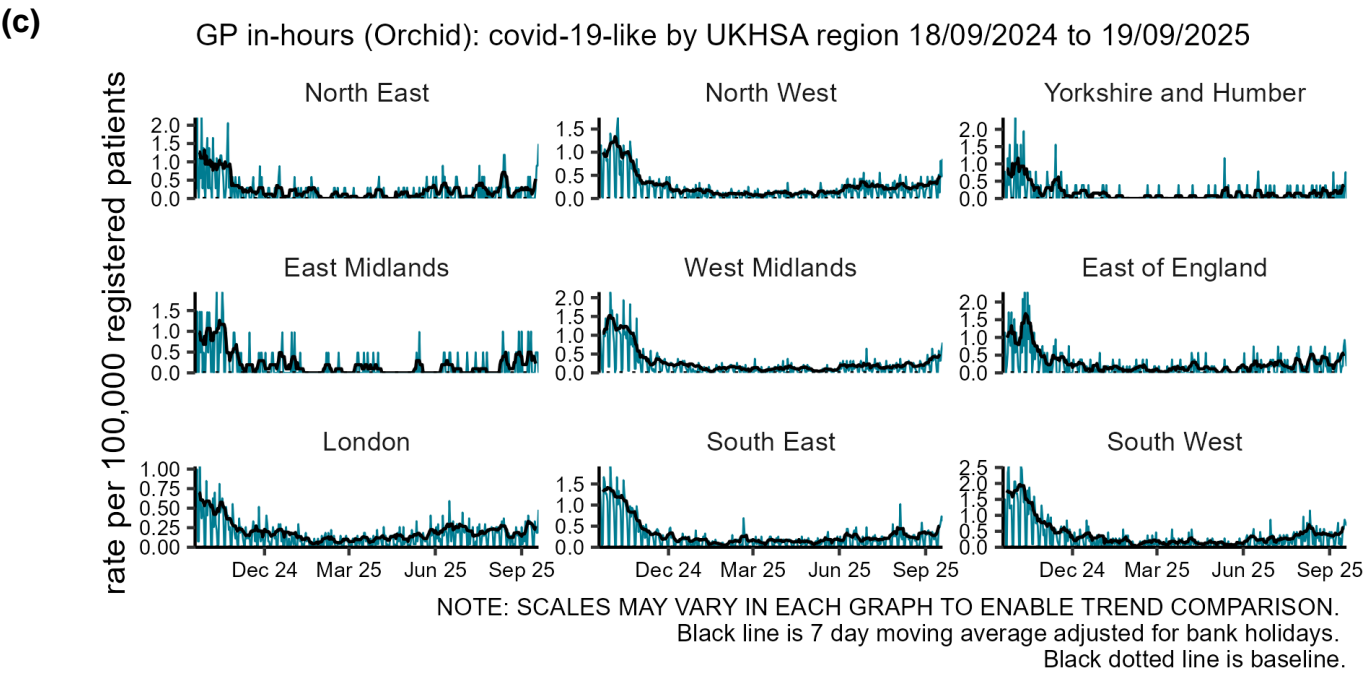 (c)
GP in-hours (Orchid): covid-19-like by UKHSA region 18/09/2024 to 19/09/2025
rate per 100,000 registered patients
North East
2.0
1.5
1.0
0.5
0.0
North West
1.5
1.0
0.5
0.0
Yorkshire and Humber
2.0
1.5
1.0
0.5
0.0
East Midlands
1.5
1.0
0.5
0.0
West Midlands
2.0
1.5
1.0
0.5
0.0
East of England
2.0
1.5
1.0
0.5
0.0
London
1.00
0.75
0.50
0.25
0.00
Dec 24 Mar 25 Jun 25 Sep 25
South East
1.5
1.0
0.5
0.0
Dec 24 Mar 25 Jun 25 Sep 25
South West
2.5
2.0
1.5
1.0
0.5
0.0
Dec 24 Mar 25 Jun 25 Sep 25
NOTE: SCALES MAY VARY IN EACH GRAPH TO ENABLE TREND COMPARISON.
Black line is 7 day moving average adjusted for bank holidays.
Black dotted line is baseline.